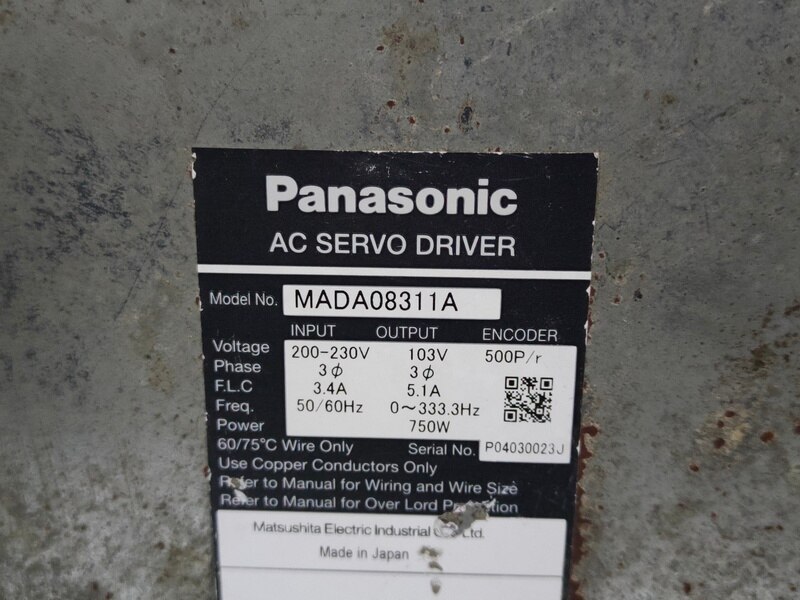 Panasonic
AC SERVO DRIVER
Model No. MADA08311A
INPUT OUTPUT ENCODER
Voltage 200-230V 103V 500P/r
Phase 3ϕ 3ϕ
F.L.C 3.4A 5.1A
Freq. 50/60Hz 0~333.3Hz
Power 750W
60/75°C Wire Only Serial No. P04030023J
Use Copper Conductors Only
Refer to Manual for Wiring and Wire Size
Refer to Manual for Over Lord Protection
Matsushita Electric Industrial Co. Ltd.
Made in Japan